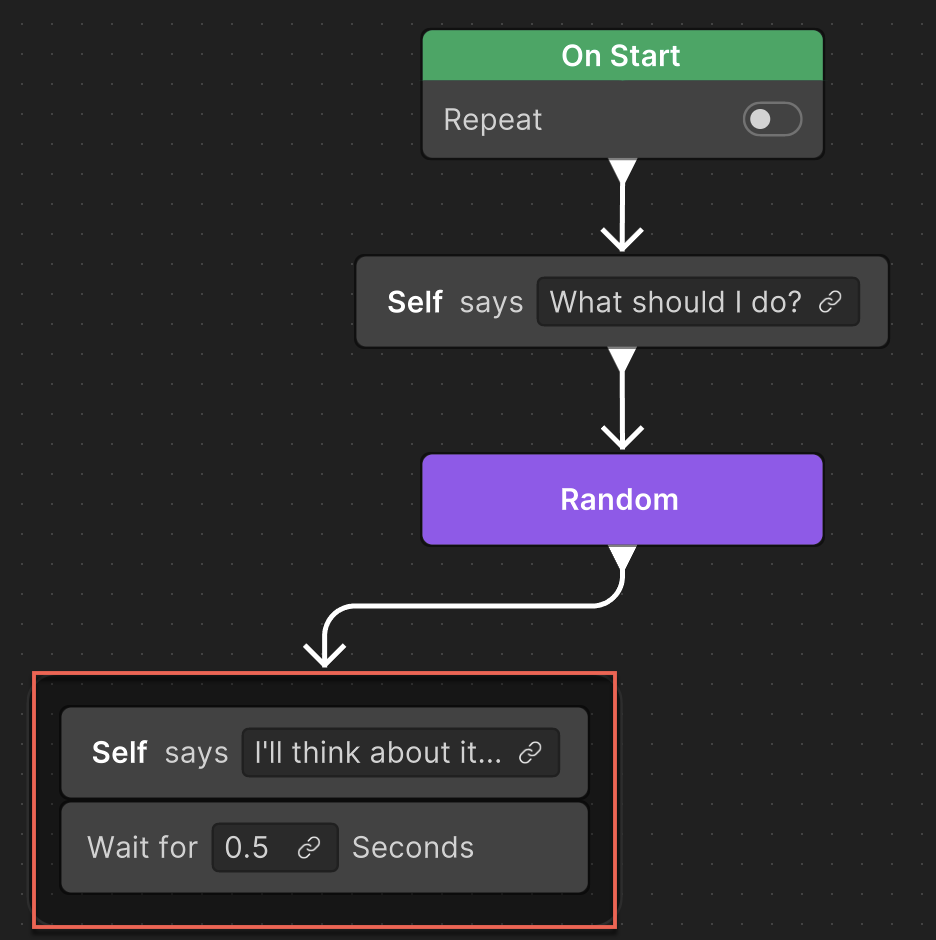 On Start
Repeat
Self says What should I do?
Random
Self says I'll think about it...
Wait for 0.5 Seconds